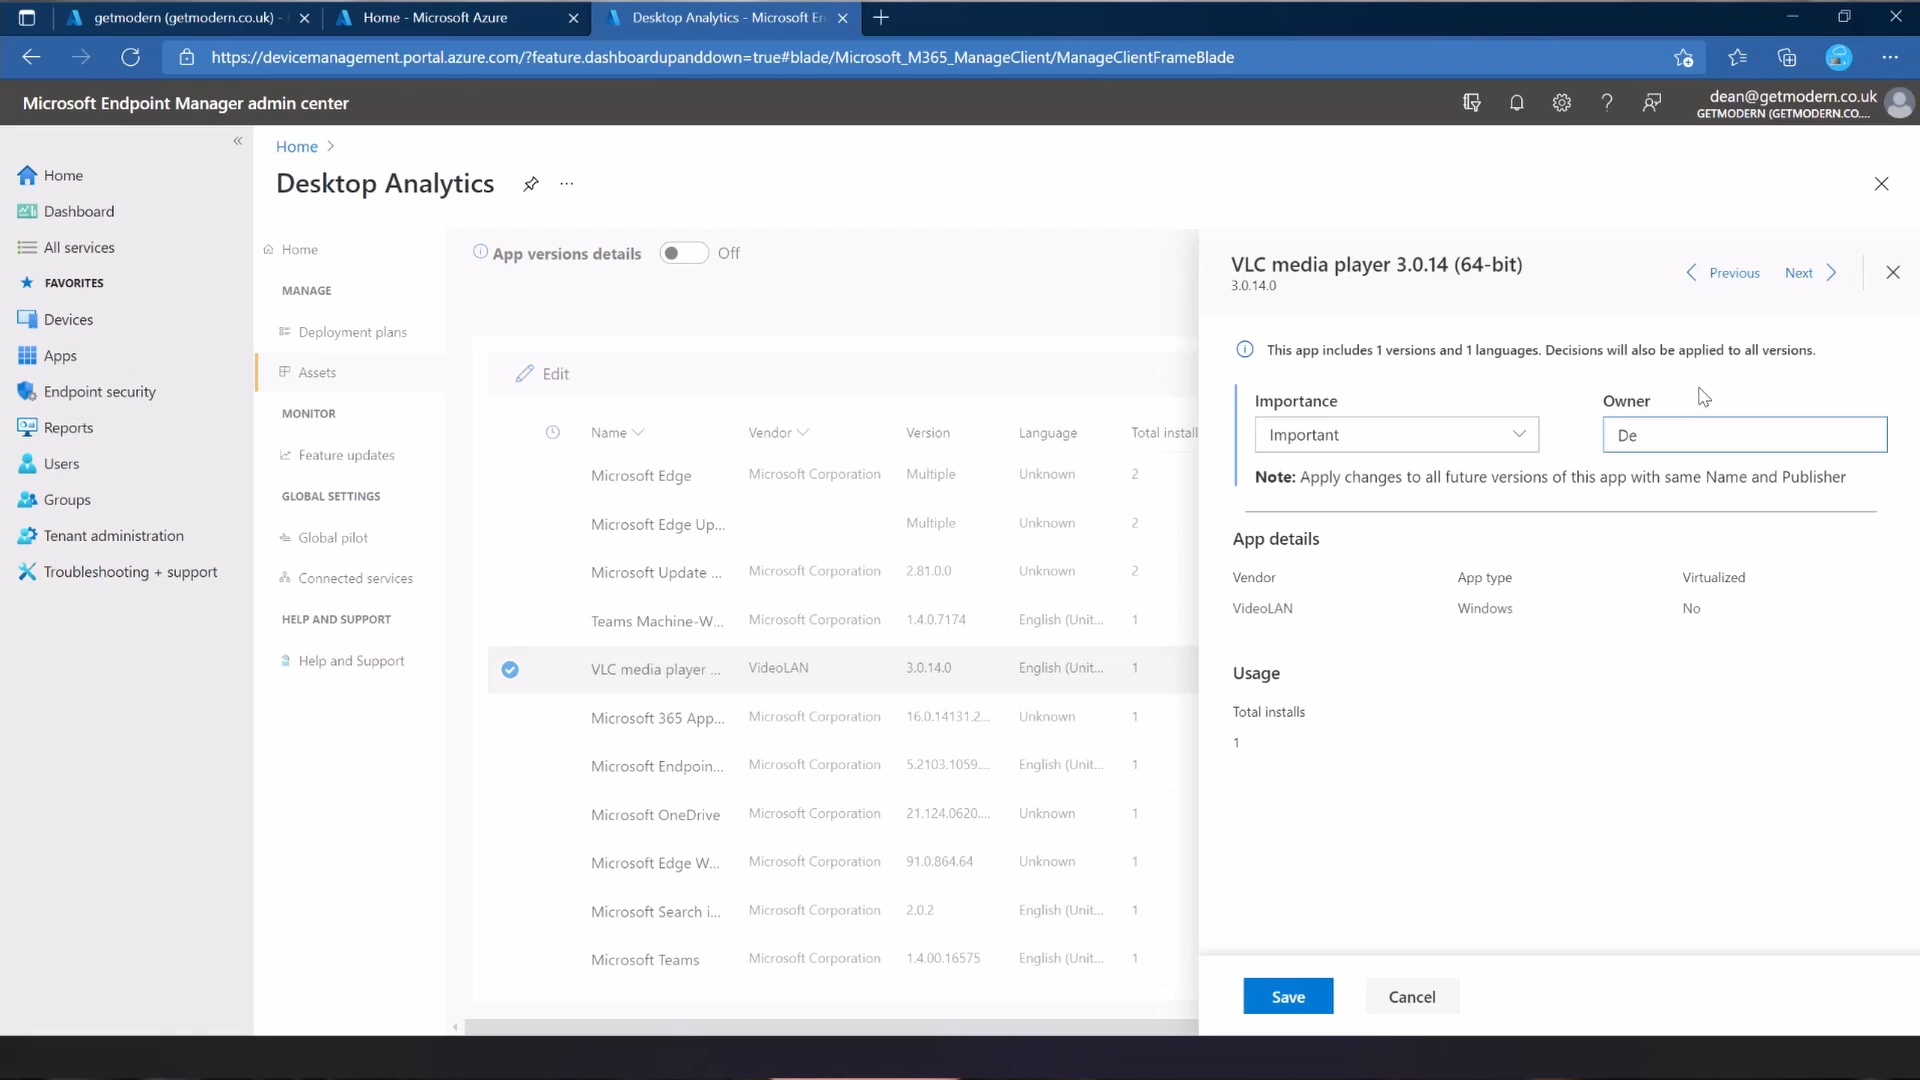 getmodern (getmodern.co.uk) -
Home - Microsoft Azure
Desktop Analytics - Microsoft En
https://devicemanagement.portal.azure.com/?feature.dashboardupanddown=true#blade/Microsoft_M365_ManageClient/ManageClientFrameBlade
Microsoft Endpoint Manager admin center
dean@getmodern.co.uk
GETMODERN (GETMODERN.CO....
Home
Dashboard
All services
FAVORITES
Devices
Apps
Endpoint security
Reports
Users
Groups
Tenant administration
Troubleshooting + support
Home >
Desktop Analytics
Home
MANAGE
Deployment plans
Assets
MONITOR
Feature updates
GLOBAL SETTINGS
Global pilot
Connected services
HELP AND SUPPORT
Help and Support
App versions details Off
Edit
Name Vendor Version Language Total install
Microsoft Edge Microsoft Corporation Multiple Unknown 2
Microsoft Edge Up... Multiple Unknown 2
Microsoft Update ... Microsoft Corporation 2.81.0.0 Unknown 2
Teams Machine-W... Microsoft Corporation 1.4.0.7174 English (Unit... 1
VLC media player ... VideoLAN 3.0.14.0 English (Unit... 1
Microsoft 365 App... Microsoft Corporation 16.0.14131.2... Unknown 1
Microsoft Endpoin... Microsoft Corporation 5.2103.1059.... English (Unit... 1
Microsoft OneDrive Microsoft Corporation 21.124.0620.... Unknown 1
Microsoft Edge W... Microsoft Corporation 91.0.864.64 Unknown 1
Microsoft Search i... Microsoft Corporation 2.0.2 English (Unit... 1
Microsoft Teams Microsoft Corporation 1.4.00.16575 English (Unit... 1
VLC media player 3.0.14 (64-bit)
3.0.14.0
Previous Next
This app includes 1 versions and 1 languages. Decisions will also be applied to all versions.
Importance Owner
Important De
Note: Apply changes to all future versions of this app with same Name and Publisher
App details
Vendor App type Virtualized
VideoLAN Windows No
Usage
Total installs
1
Save Cancel